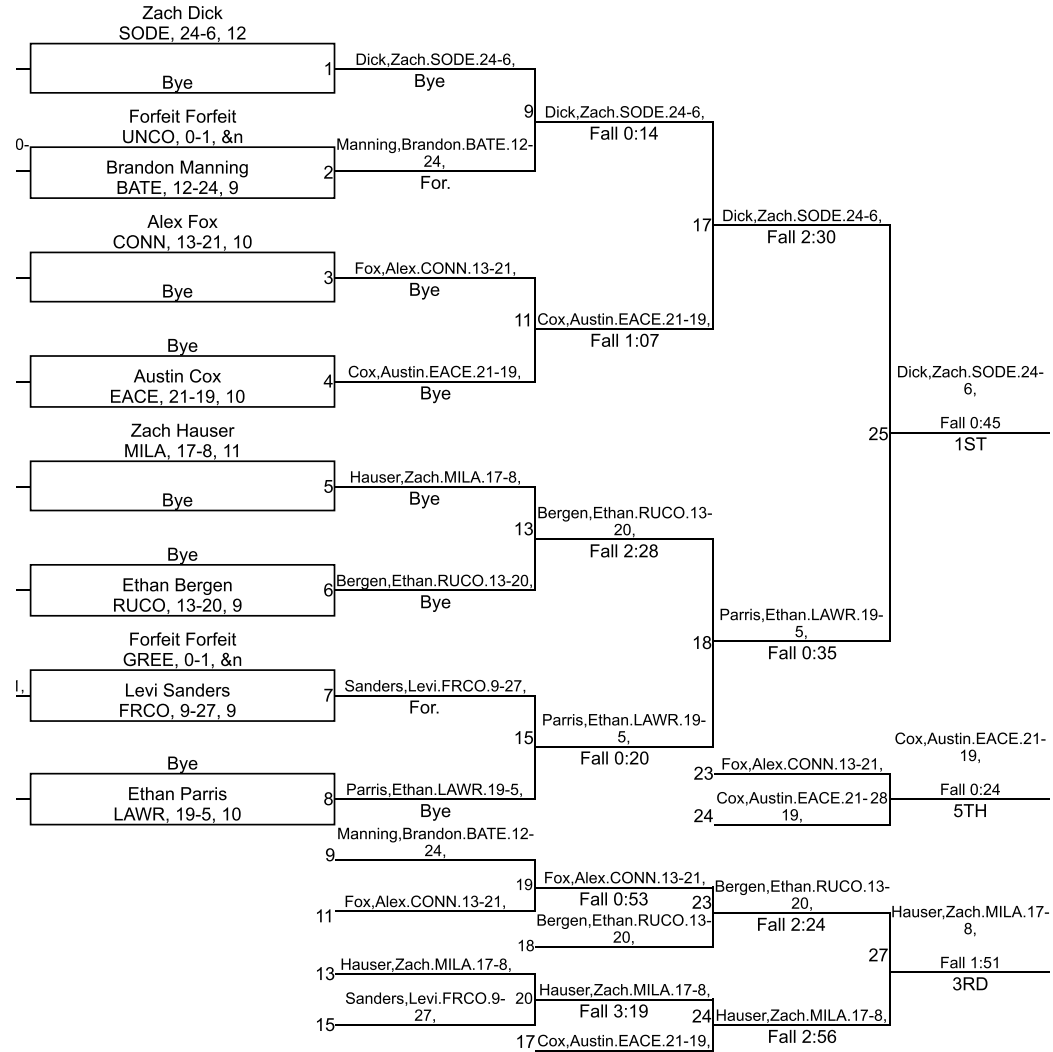 Zach Dick
SODE, 24-6, 12
Bye
1
Dick,Zach.SODE.24-6,
Bye
Forfeit Forfeit
UNCO, 0-1, &n
0-
Brandon Manning
BATE, 12-24, 9
2
Manning,Brandon.BATE.12-
24,
For.
9
Dick,Zach.SODE.24-6,
Fall 0:14
Alex Fox
CONN, 13-21, 10
Bye
3
Fox,Alex.CONN.13-21,
Bye
Bye
Austin Cox
EACE, 21-19, 10
4
Cox,Austin.EACE.21-19,
Bye
11
Cox,Austin.EACE.21-19,
Fall 1:07
17
Dick,Zach.SODE.24-6,
Fall 2:30
Zach Hauser
MILA, 17-8, 11
Bye
5
Hauser,Zach.MILA.17-8,
Bye
Bye
Ethan Bergen
RUCO, 13-20, 9
6
Bergen,Ethan.RUCO.13-20,
Bye
13
Bergen,Ethan.RUCO.13-
20,
Fall 2:28
Forfeit Forfeit
GREE, 0-1, &n
Levi Sanders
FRCO, 9-27, 9
7
Sanders,Levi.FRCO.9-27,
For.
Bye
Ethan Parris
LAWR, 19-5, 10
8
Parris,Ethan.LAWR.19-5,
Bye
15
Parris,Ethan.LAWR.19-
5,
Fall 0:20
18
Parris,Ethan.LAWR.19-
5,
Fall 0:35
25
Dick,Zach.SODE.24-
6,
Fall 0:45
1ST
23
Fox,Alex.CONN.13-21,
24
Cox,Austin.EACE.21-
19,
28
Cox,Austin.EACE.21-
19,
Fall 0:24
5TH
9
Manning,Brandon.BATE.12-
24,
11
Fox,Alex.CONN.13-21,
19
Fox,Alex.CONN.13-21,
Fall 0:53
18
Bergen,Ethan.RUCO.13-
20,
23
Bergen,Ethan.RUCO.13-
20,
Fall 2:24
13
Hauser,Zach.MILA.17-8,
15
Sanders,Levi.FRCO.9-
27,
20
Hauser,Zach.MILA.17-8,
Fall 3:19
17
Cox,Austin.EACE.21-19,
24
Hauser,Zach.MILA.17-8,
Fall 2:56
27
Hauser,Zach.MILA.17-
8,
Fall 1:51
3RD